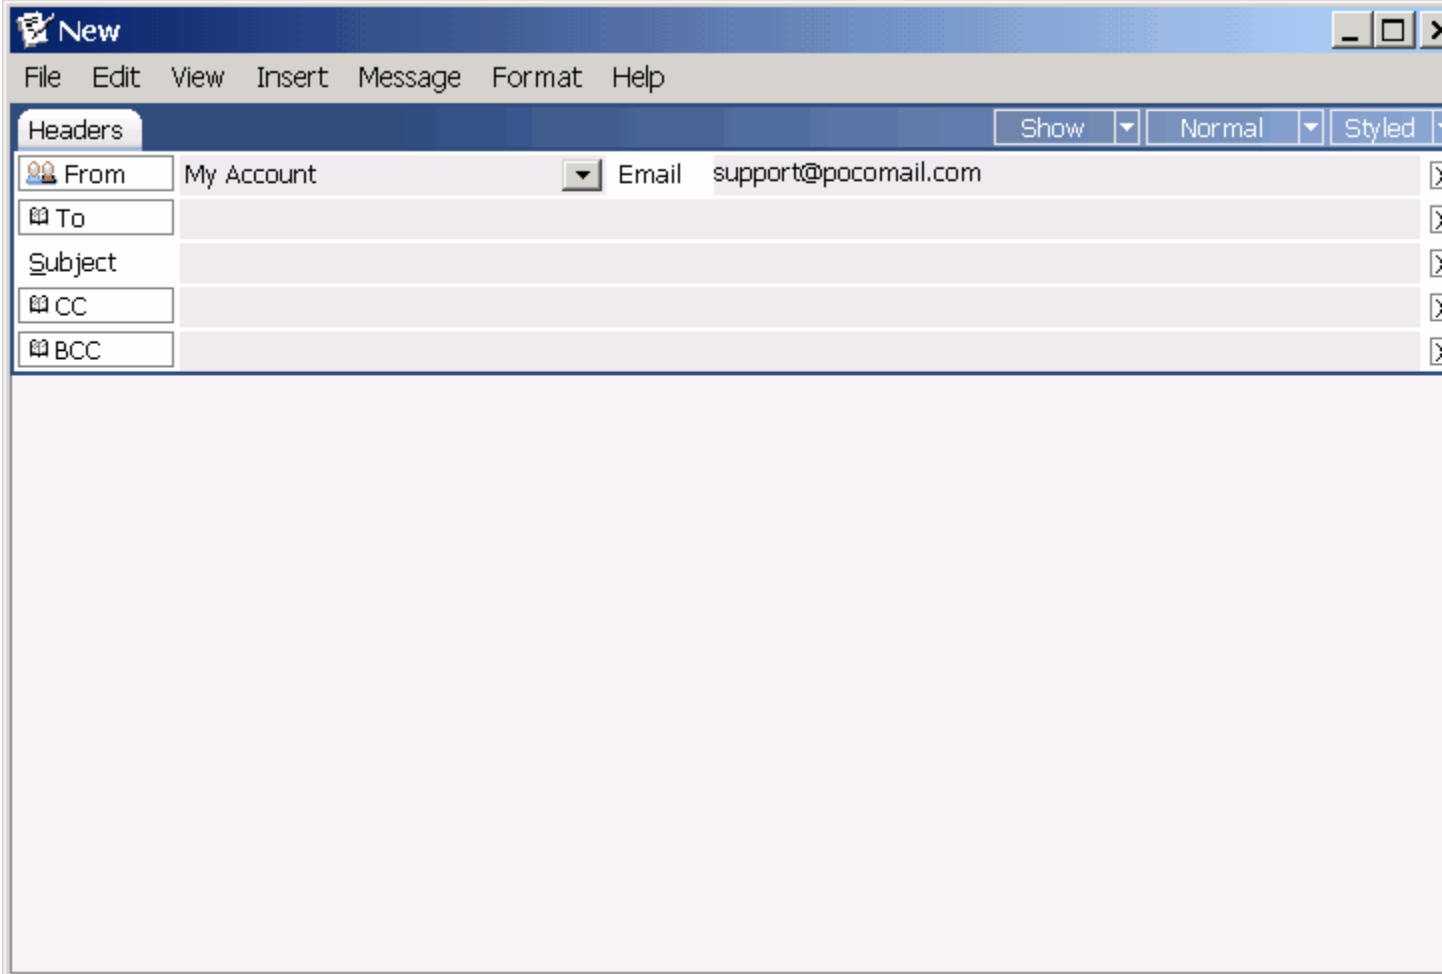 New
File Edit View Insert Message Format Help
Headers Show Normal Styled
From My Account Email support@pocomail.com
To
Subject
CC
BCC